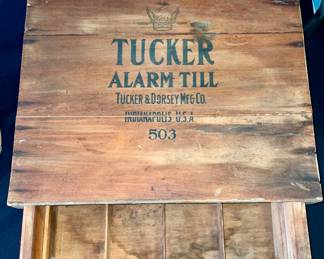 TUCKER
ALARM TILL
TUCKER & DORSEY MFG CO.
INDIANAPOLIS U.S.A
503